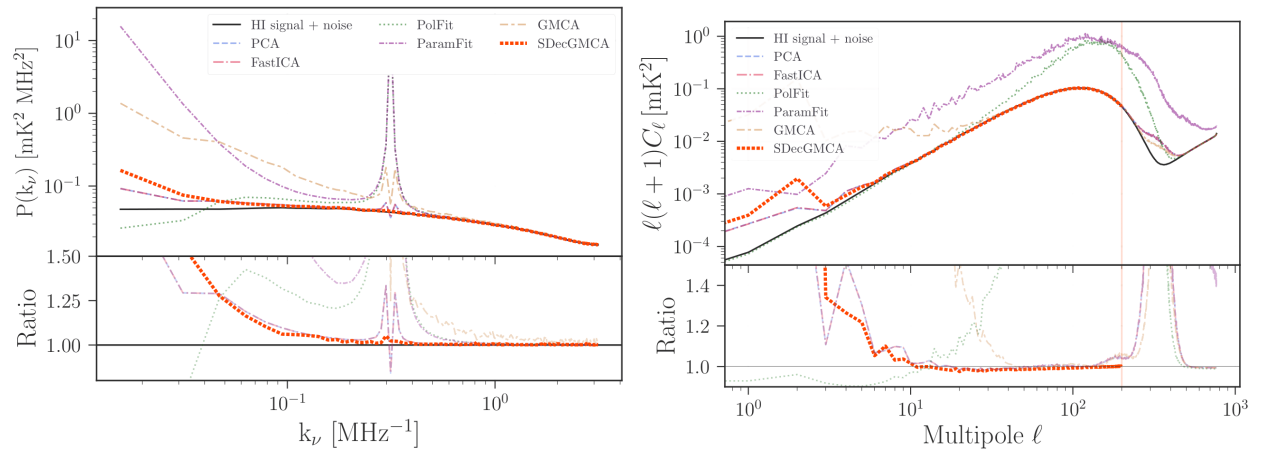 HI signal + noise
PCA
FastICA
PolFit
ParamFit
GMCA
SDecGMCA
P(kν) [mK² MHz²]
10¹
10⁰
10⁻¹
1.50
1.25
1.00
Ratio
10⁻¹
10⁰
kν [MHz⁻¹]
HI signal + noise
PCA
FastICA
PolFit
ParamFit
GMCA
SDecGMCA
ℓ(ℓ + 1)Cℓ [mK²]
10⁰
10⁻¹
10⁻²
10⁻³
10⁻⁴
1.4
1.2
1.0
Ratio
10⁰
10¹
10²
10³
Multipole ℓ